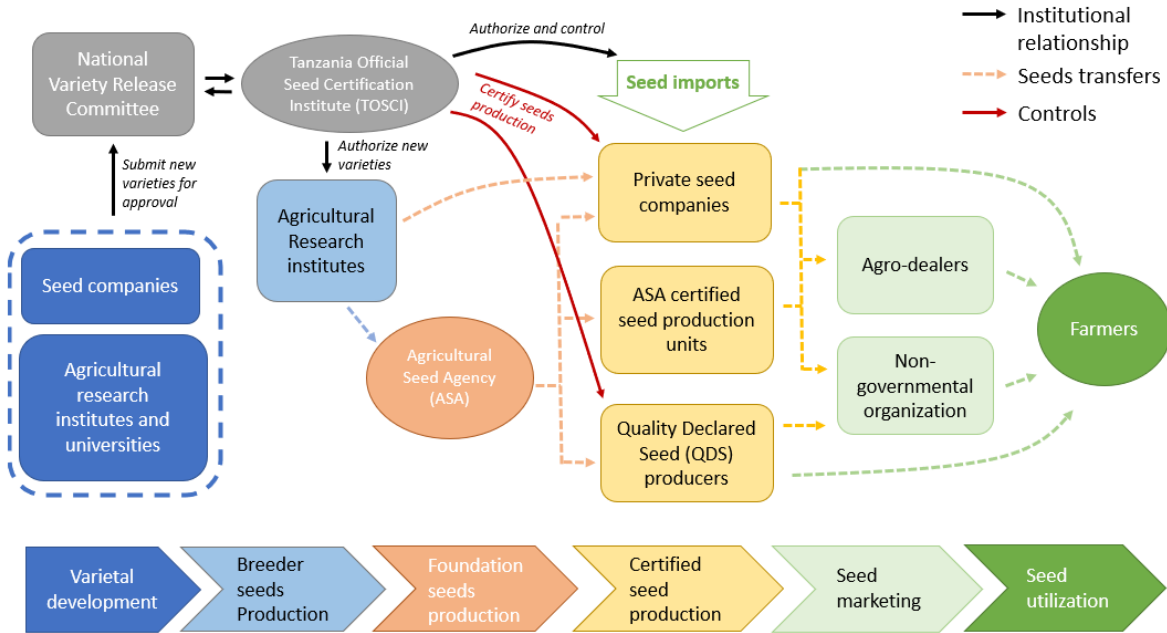 National
Variety Release
Committee
Tanzania Official
Seed Certification
Institute (TOSCI)
Authorize and control
Seed imports
Institutional
relationship
Seeds transfers
Controls
Certify seeds
production
Submit new
varieties for
approval
Authorize new
varieties
Agricultural
Research
institutes
Private seed
companies
Seed companies
Agro-dealers
ASA certified
seed production
units
Farmers
Agricultural
Seed Agency
(ASA)
Agricultural
research
institutes and
universities
Non-
governmental
organization
Quality Declared
Seed (QDS)
producers
Varietal
development
Breeder
seeds
Production
Foundation
seeds
production
Certified
seed
production
Seed
marketing
Seed
utilization